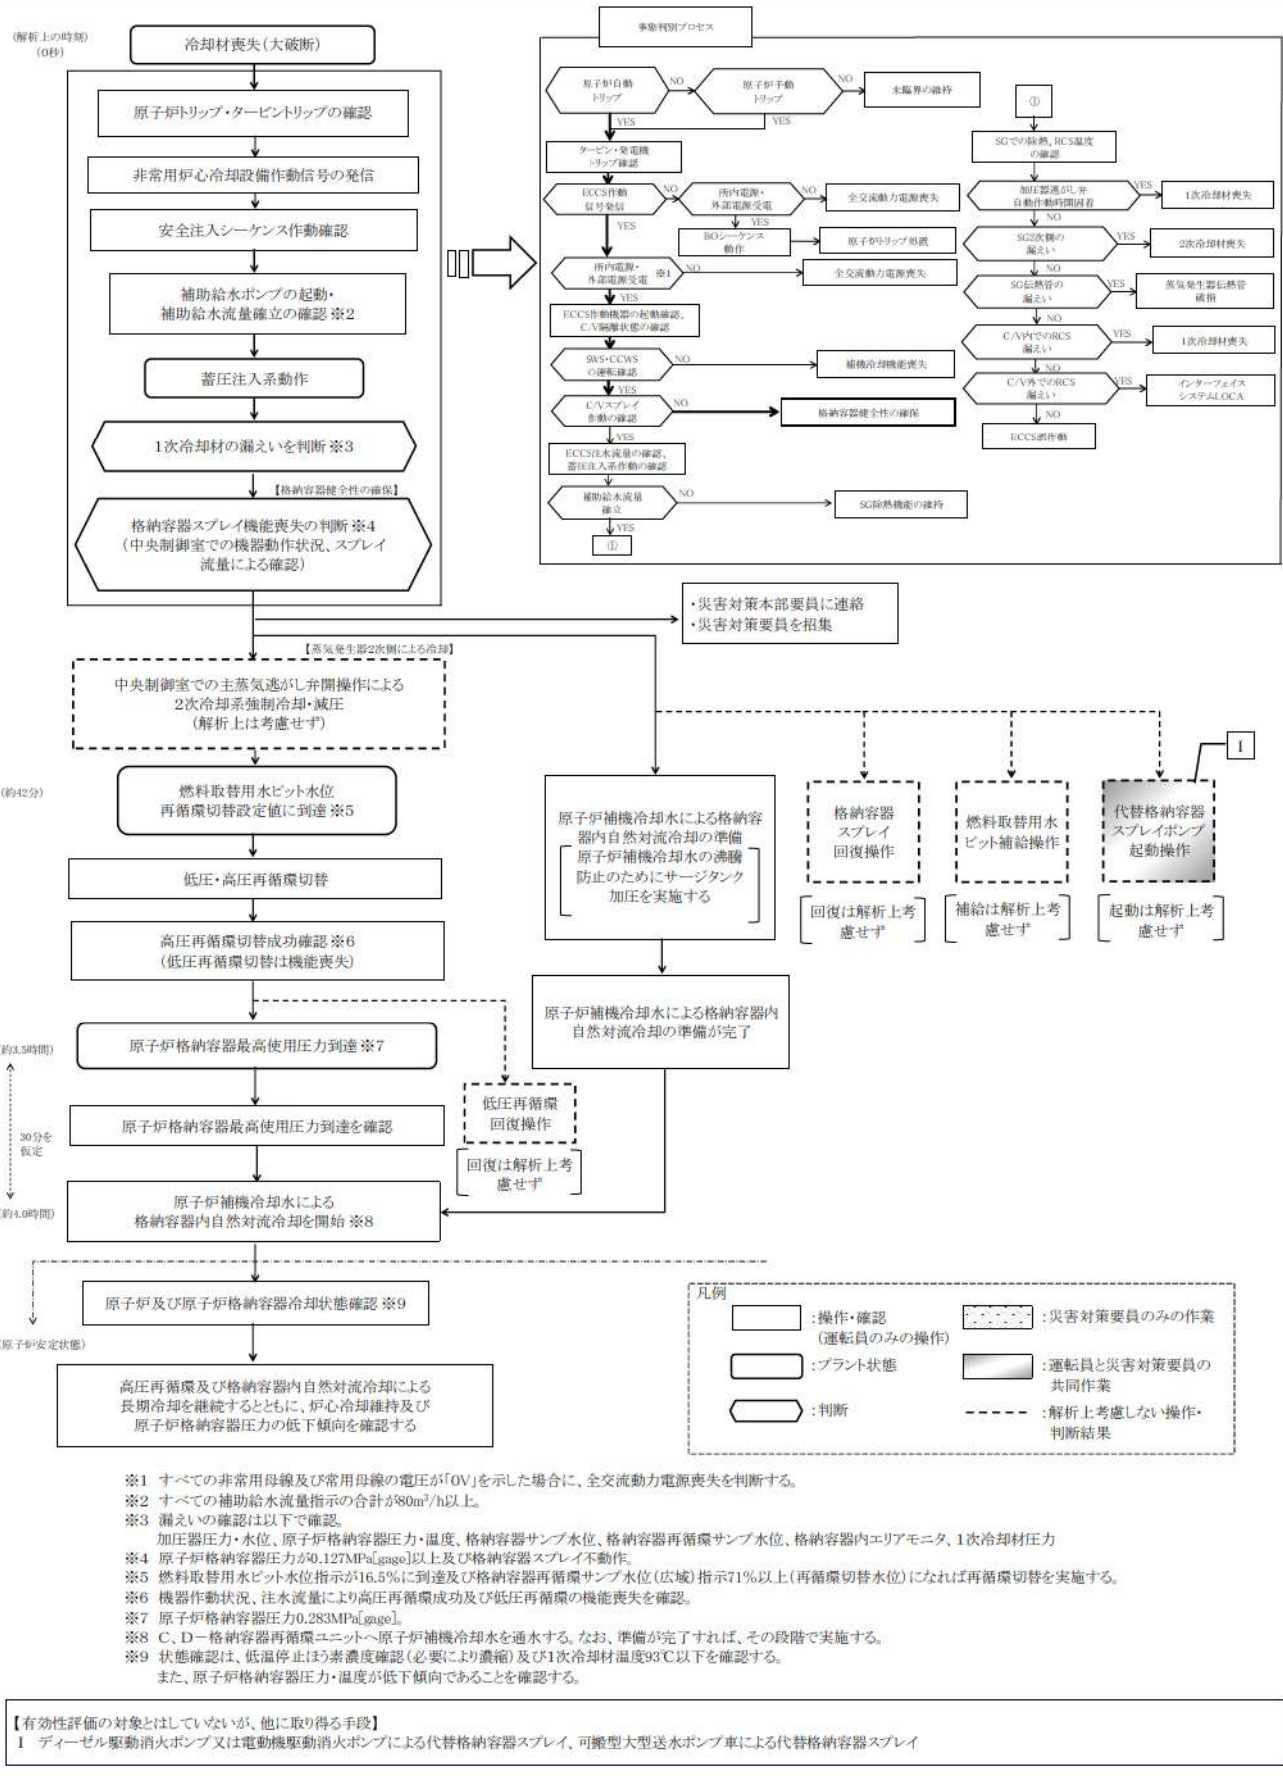 (解析上の時刻)
(0秒)
冷却材喪失(大破断)
原子炉トリップ・タービントリップの確認
非常用炉心冷却設備作動信号の発信
安全注入シーケンス作動確認
補助給水ポンプの起動・
補助給水流量確立の確認※2
蓄圧注入系動作
1次冷却材の漏えいを判断※3
【格納容器健全性の確保】
格納容器スプレイ機能喪失の判断※4
(中央制御室での機器動作状況、スプレイ
流量による確認)
事象判別プロセス
原子炉自動
トリップ
NO
原子炉手動
トリップ
NO
未臨界の維持
YES
YES
タービン・発電機
トリップ確認
ECCS作動
信号発信
NO
所内電源・
外部電源受電
NO
全交流動力電源喪失
YES
YES
BOシーケンス
動作
原子炉トリップ処置
所内電源・
外部電源受電
※1
NO
全交流動力電源喪失
YES
ECCS作動機器の起動確認、
C/V隔離状態の確認
SWS・CCWS
の運転確認
NO
補機冷却機能喪失
YES
C/Vスプレイ
作動の確認
NO
格納容器健全性の確保
YES
ECCS注水流量の確認、
蓄圧注入系作動の確認
補助給水流量
確立
NO
SG除熱機能の維持
YES
①
①
SGでの除熱、RCS温度
の確認
加圧器逃がし弁
自動作動時開固着
YES
1次冷却材喪失
NO
SG2次側の
漏えい
YES
2次冷却材喪失
NO
SG伝熱管の
漏えい
YES
蒸気発生器伝熱管
破損
NO
C/V内でのRCS
漏えい
YES
1次冷却材喪失
NO
C/V外でのRCS
漏えい
YES
インターフェイス
システムLOCA
NO
ECCS誤作動
・災害対策本部要員に連絡
・災害対策要員を招集
【蒸気発生器2次側による冷却】
中央制御室での主蒸気逃がし弁開操作による
2次冷却系強制冷却・減圧
(解析上は考慮せず)
(約42分)
燃料取替用水ピット水位
再循環切替設定値に到達※5
低圧・高圧再循環切替
高圧再循環切替成功確認※6
(低圧再循環切替は機能喪失)
(約3.5時間)
原子炉格納容器最高使用圧力到達※7
原子炉格納容器最高使用圧力到達を確認
30分を
仮定
(約4.0時間)
原子炉補機冷却水による
格納容器内自然対流冷却を開始※8
原子炉及び原子炉格納容器冷却状態確認※9
(原子炉安定状態)
高圧再循環及び格納容器内自然対流冷却による
長期冷却を継続するとともに、炉心冷却維持及び
原子炉格納容器圧力の低下傾向を確認する
原子炉補機冷却水による格納容
器内自然対流冷却の準備
原子炉補機冷却水の沸騰
防止のためにサージタンク
加圧を実施する
原子炉補機冷却水による格納容器内
自然対流冷却の準備が完了
低圧再循環
回復操作
回復は解析上考
慮せず
格納容器
スプレイ
回復操作
回復は解析上考
慮せず
燃料取替用水
ピット補給操作
補給は解析上考
慮せず
I
代替格納容器
スプレイポンプ
起動操作
起動は解析上考
慮せず
凡例
:操作・確認
(運転員のみの操作)
:プラント状態
:判断
:災害対策要員のみの作業
:運転員と災害対策要員の
共同作業
:解析上考慮しない操作・
判断結果
※1 すべての非常用母線及び常用母線の電圧が「0V」を示した場合に、全交流動力電源喪失を判断する。
※2 すべての補助給水流量指示の合計が80m³/h以上。
※3 漏えいの確認は以下で確認。
加圧器圧力・水位、原子炉格納容器圧力・温度、格納容器サンプ水位、格納容器再循環サンプ水位、格納容器内エリアモニタ、1次冷却材圧力
※4 原子炉格納容器圧力が0.127MPa[gage]以上及び格納容器スプレイ不動作。
※5 燃料取替用水ピット水位指示が16.5%に到達及び格納容器再循環サンプ水位(広域)指示71%以上(再循環切替水位)になれば再循環切替を実施する。
※6 機器作動状況、注水流量により高圧再循環成功及び低圧再循環の機能喪失を確認。
※7 原子炉格納容器圧力0.283MPa[gage]。
※8 C、D-格納容器再循環ユニットへ原子炉補機冷却水を通水する。なお、準備が完了すれば、その段階で実施する。
※9 状態確認は、低温停止ほう素濃度確認(必要により濃縮)及び1次冷却材温度93℃以下を確認する。
また、原子炉格納容器圧力・温度が低下傾向であることを確認する。
【有効性評価の対象とはしていないが、他に取り得る手段】
I ディーゼル駆動消火ポンプ又は電動機駆動消火ポンプによる代替格納容器スプレイ、可搬型大型送水ポンプ車による代替格納容器スプレイ